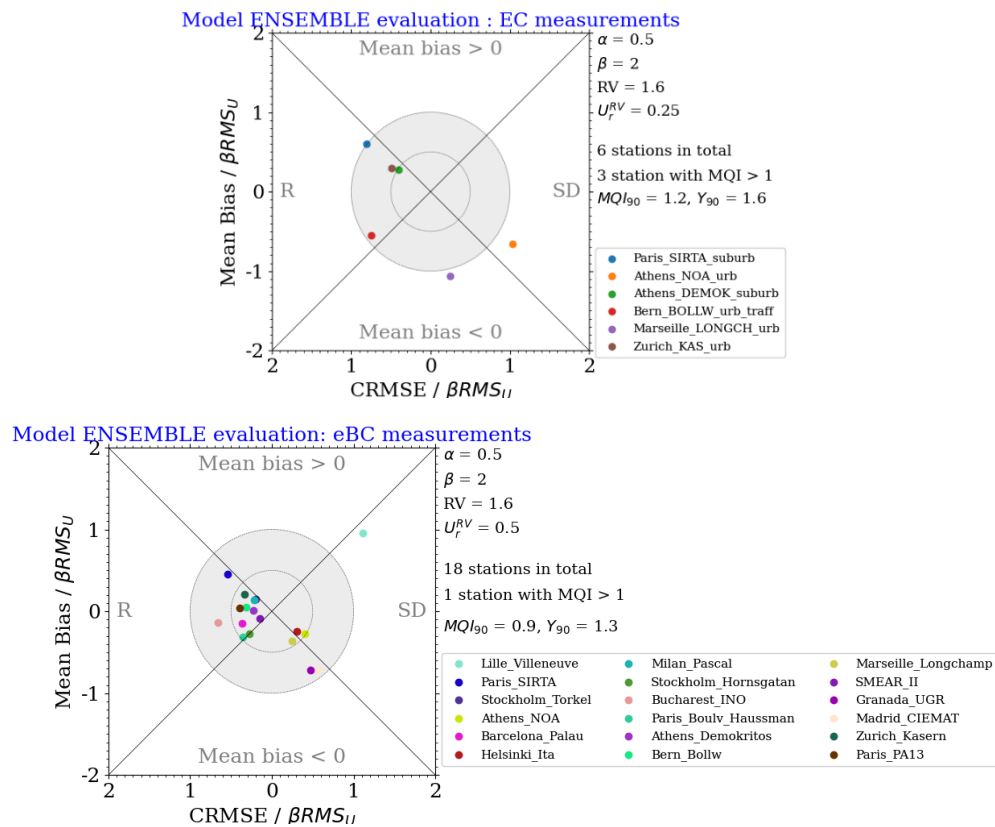 Model ENSEMBLE evaluation : EC measurements
2
Mean bias > 0
1
0
R
SD
-1
Mean bias < 0
-2
2 1 0 1 2
Mean Bias / βRMS_U
CRMSE / βRMS_U
α = 0.5
β = 2
RV = 1.6
U_r^RV = 0.25
6 stations in total
3 station with MQI > 1
MQI_90 = 1.2, Y_90 = 1.6
Paris_SIRTA_suburb
Athens_NOA_urb
Athens_DEMOK_suburb
Bern_BOLLW_urb_traff
Marseille_LONGCH_urb
Zurich_KAS_urb
Model ENSEMBLE evaluation: eBC measurements
2
Mean bias > 0
1
0
R
SD
-1
Mean bias < 0
-2
2 1 0 1 2
Mean Bias / βRMS_U
CRMSE / βRMS_U
α = 0.5
β = 2
RV = 1.6
U_r^RV = 0.5
18 stations in total
1 station with MQI > 1
MQI_90 = 0.9, Y_90 = 1.3
Lille_Villeneuve
Paris_SIRTA
Stockholm_Torkel
Athens_NOA
Barcelona_Palau
Helsinki_Ita
Milan_Pascal
Stockholm_Hornsgatan
Bucharest_INO
Paris_Boulv_Haussman
Athens_Demokritos
Bern_Bollw
Marseille_Longchamp
SMEAR_II
Granada_UGR
Madrid_CIEMAT
Zurich_Kasern
Paris_PA13